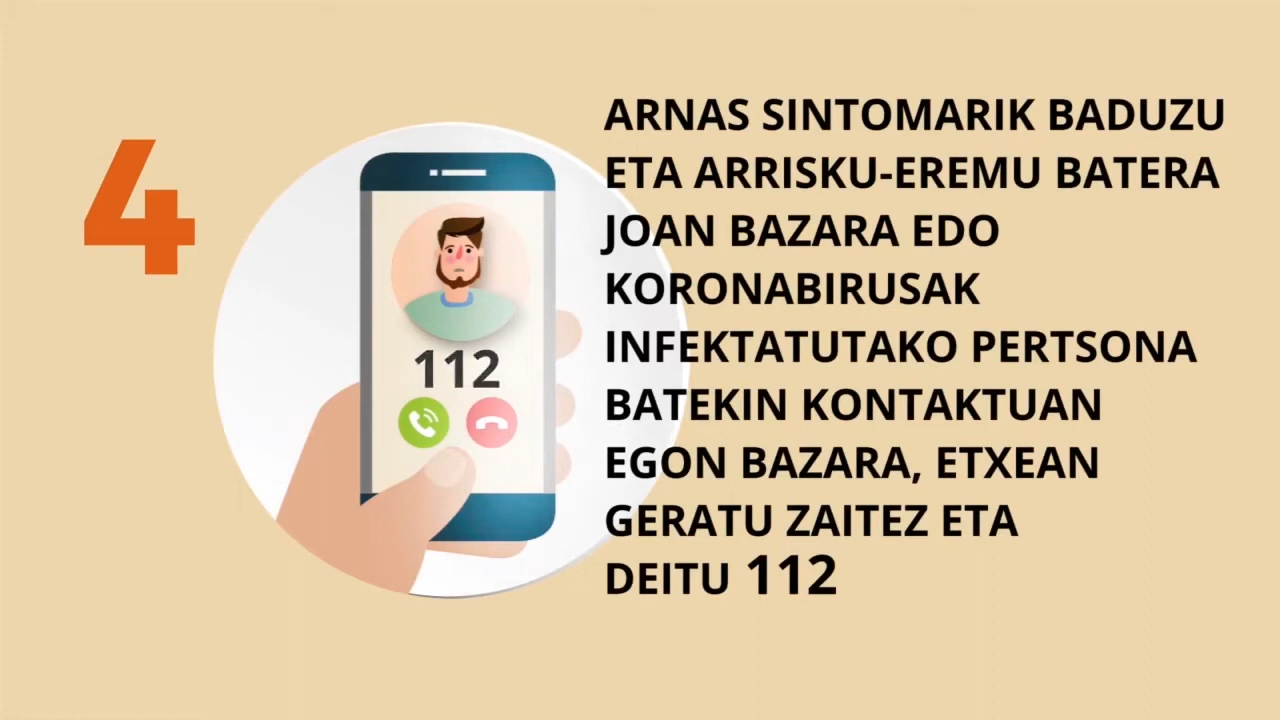 4
ARNAS SINTOMARIK BADUZU
ETA ARRISKU-EREMU BATERA
JOAN BAZARA EDO
KORONABIRUSAK
INFEKTATUTAKO PERTSONA
BATEKIN KONTAKTUAN
EGON BAZARA, ETXEAN
GERATU ZAITEZ ETA
DEITU 112
112